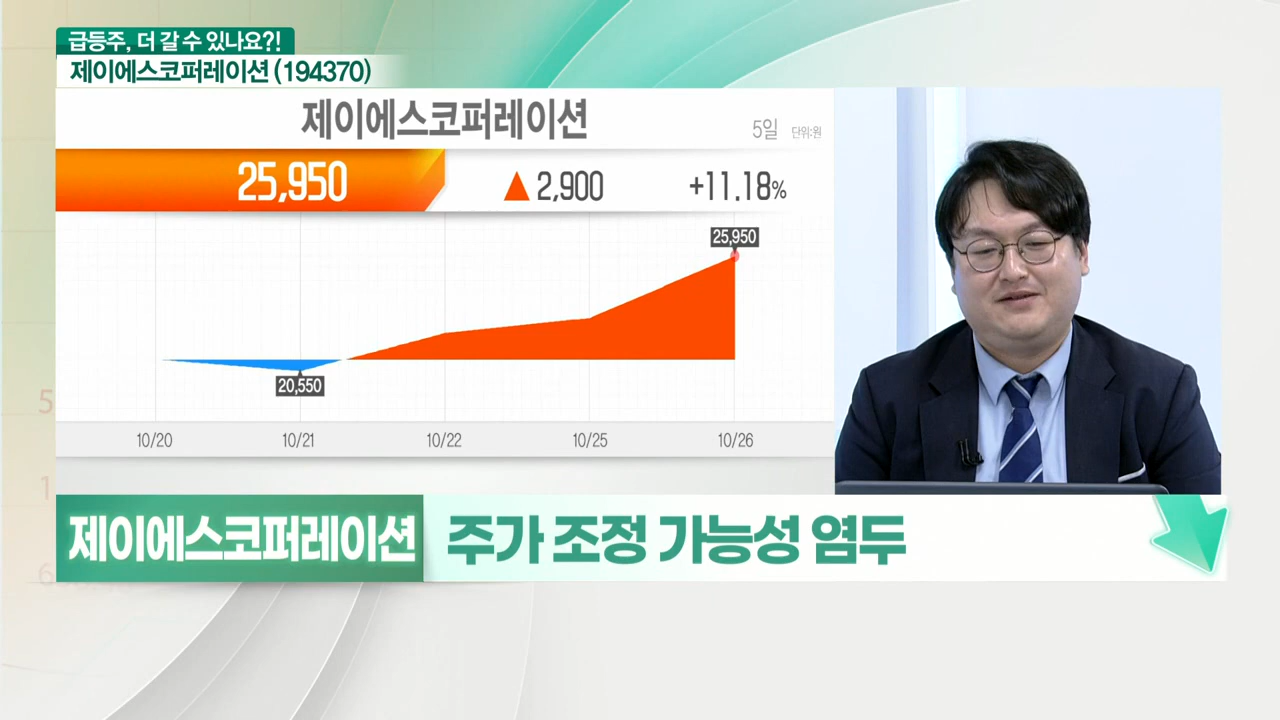 급등주, 더 갈 수 있나요?!
제이에스코퍼레이션 (194370)
제이에스코퍼레이션
5일 단위:원
25,950 ▲ 2,900 +11.18%
25,950
20,550
10/20 10/21 10/22 10/25 10/26
5
1
6
제이에스코퍼레이션 주가 조정 가능성 염두